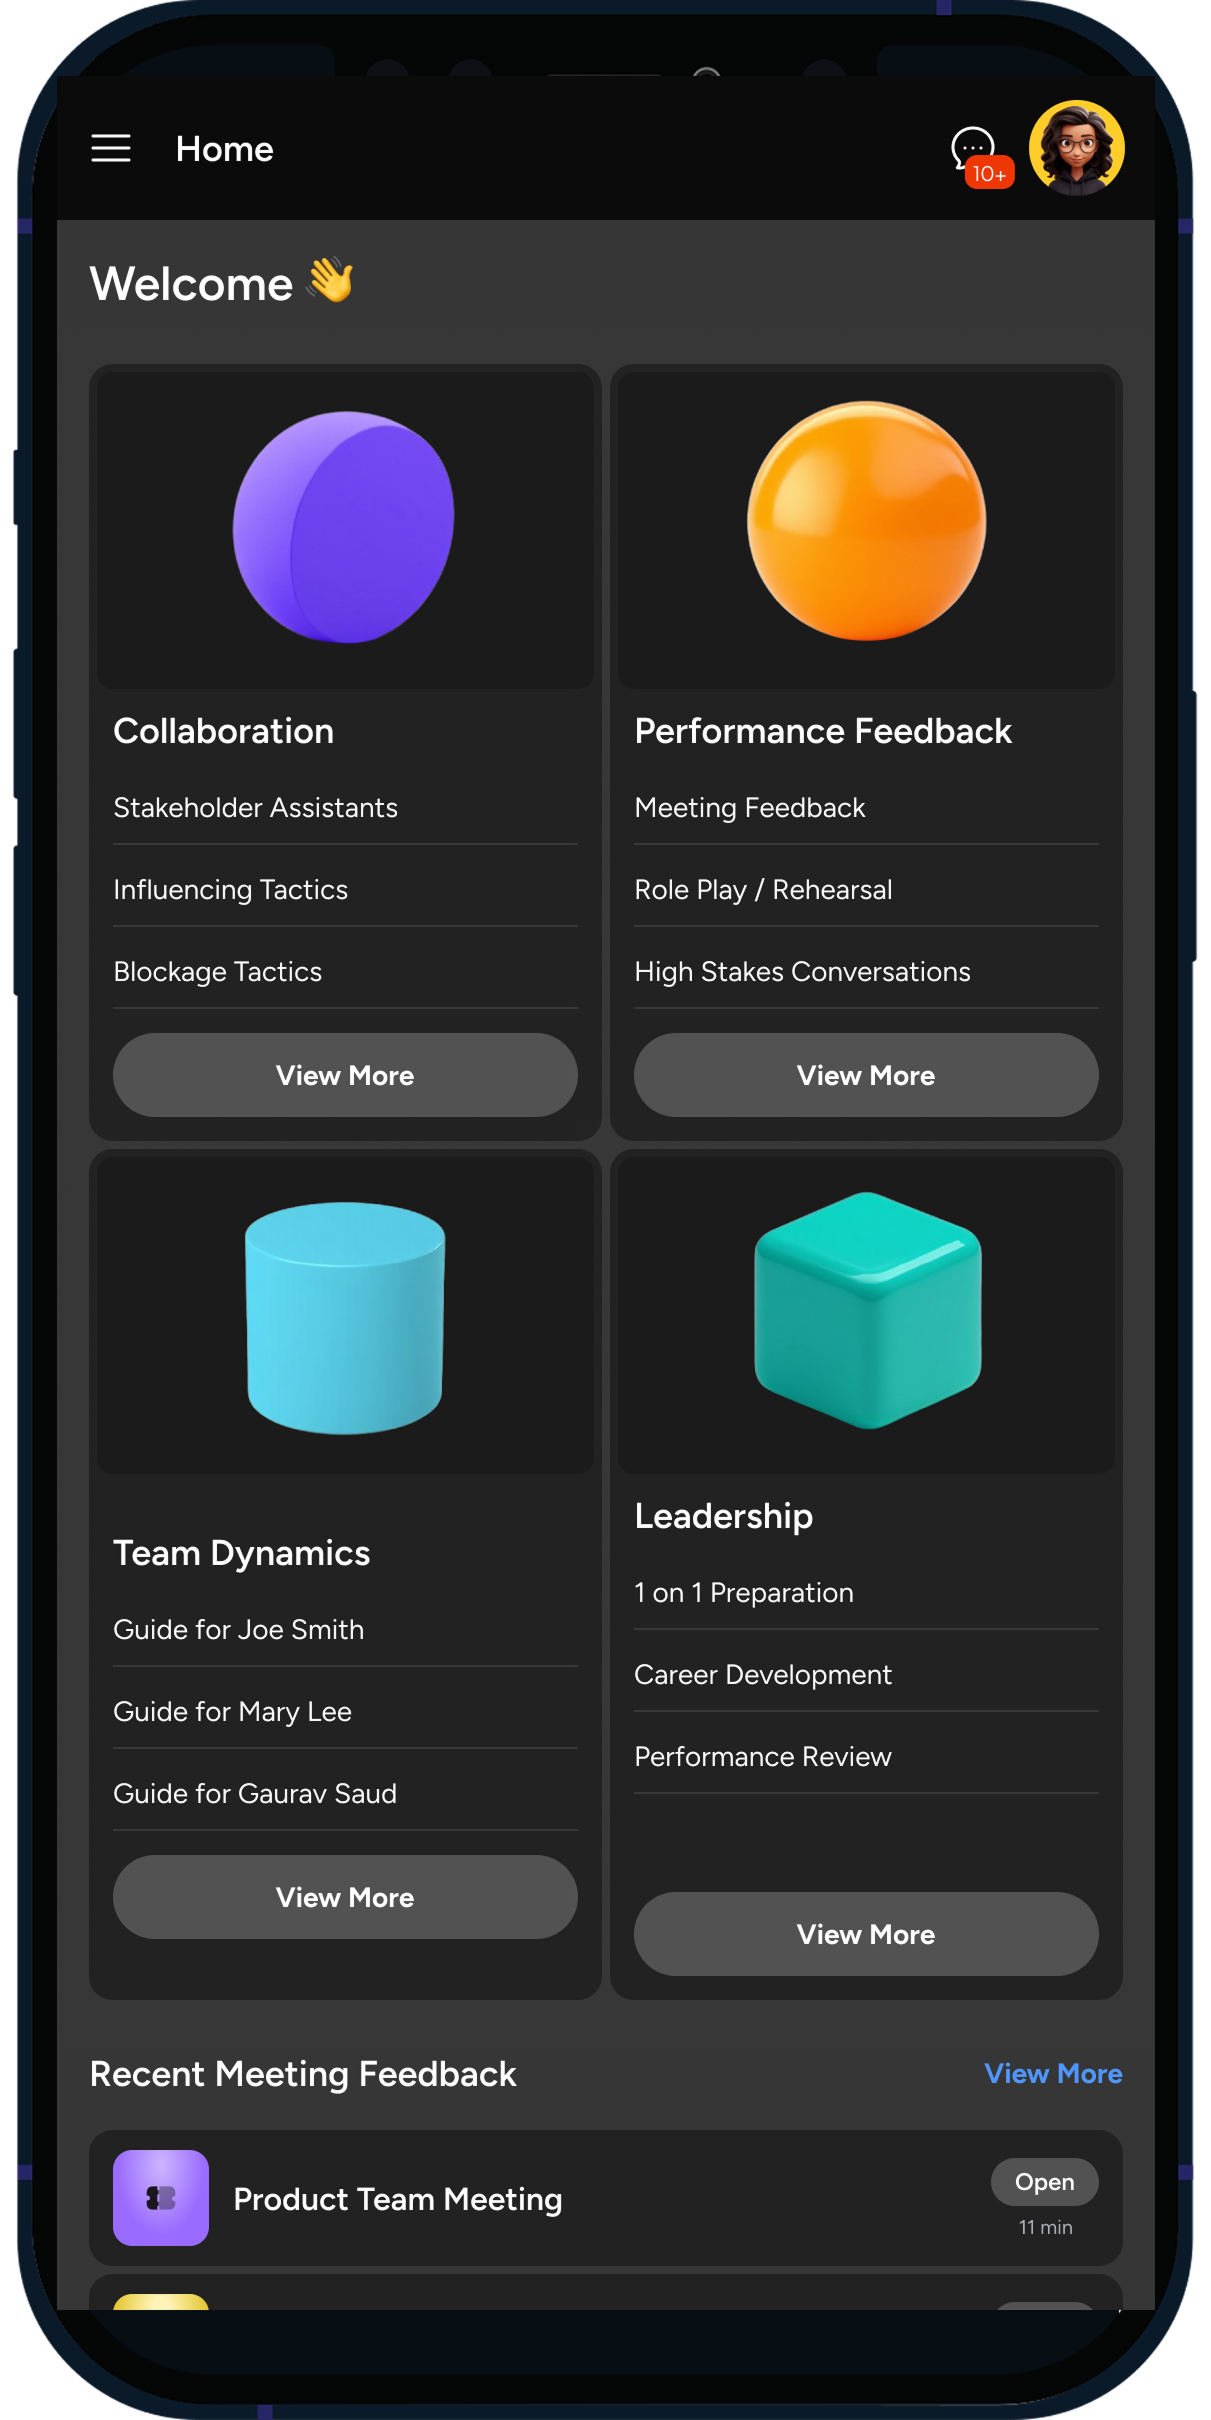 Home
10+
Welcome 👋
Collaboration
Stakeholder Assistants
Influencing Tactics
Blockage Tactics
View More
Performance Feedback
Meeting Feedback
Role Play / Rehearsal
High Stakes Conversations
View More
Team Dynamics
Guide for Joe Smith
Guide for Mary Lee
Guide for Gaurav Saud
View More
Leadership
1 on 1 Preparation
Career Development
Performance Review
View More
Recent Meeting Feedback
View More
Product Team Meeting
Open
11 min